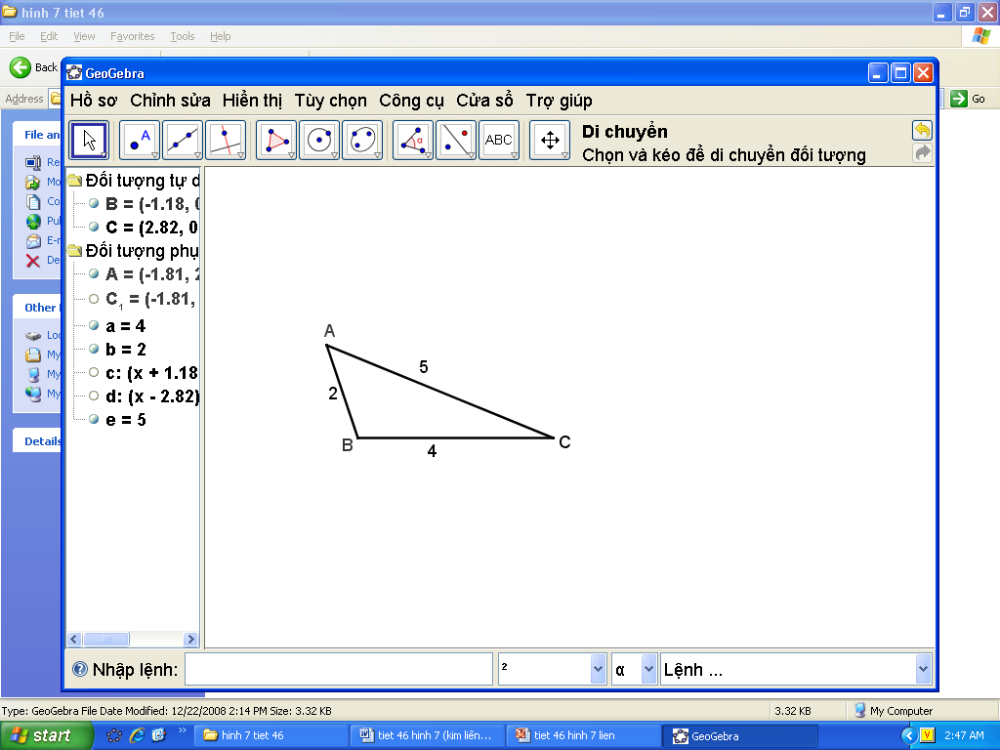 hinh 7 tiet 46
File Edit View Favorites Tools Help
Back
Address
Go
GeoGebra
Hồ sơ Chỉnh sửa Hiển thị Tùy chọn Công cụ Cửa sổ Trợ giúp
A
α
ABC
Di chuyển
Chọn và kéo để di chuyển đối tượng
File an
Re
Mo
Co
Pu
E-r
De
Other
Loc
My
My
My
Details
Đối tượng tự d
B = (-1.18, 0
C = (2.82, 0
Đối tượng phụ
A = (-1.81, 2
C1 = (-1.81,
a = 4
b = 2
c: (x + 1.18
d: (x - 2.82)
e = 5
A
5
2
B
4
C
Nhập lệnh:
²
α
Lệnh ...
Type: GeoGebra File Date Modified: 12/22/2008 2:14 PM Size: 3.32 KB
3.32 KB
My Computer
start
hinh 7 tiet 46
tiet 46 hinh 7 (kim liên...
tiet 46 hinh 7 lien
GeoGebra
V
2:47 AM